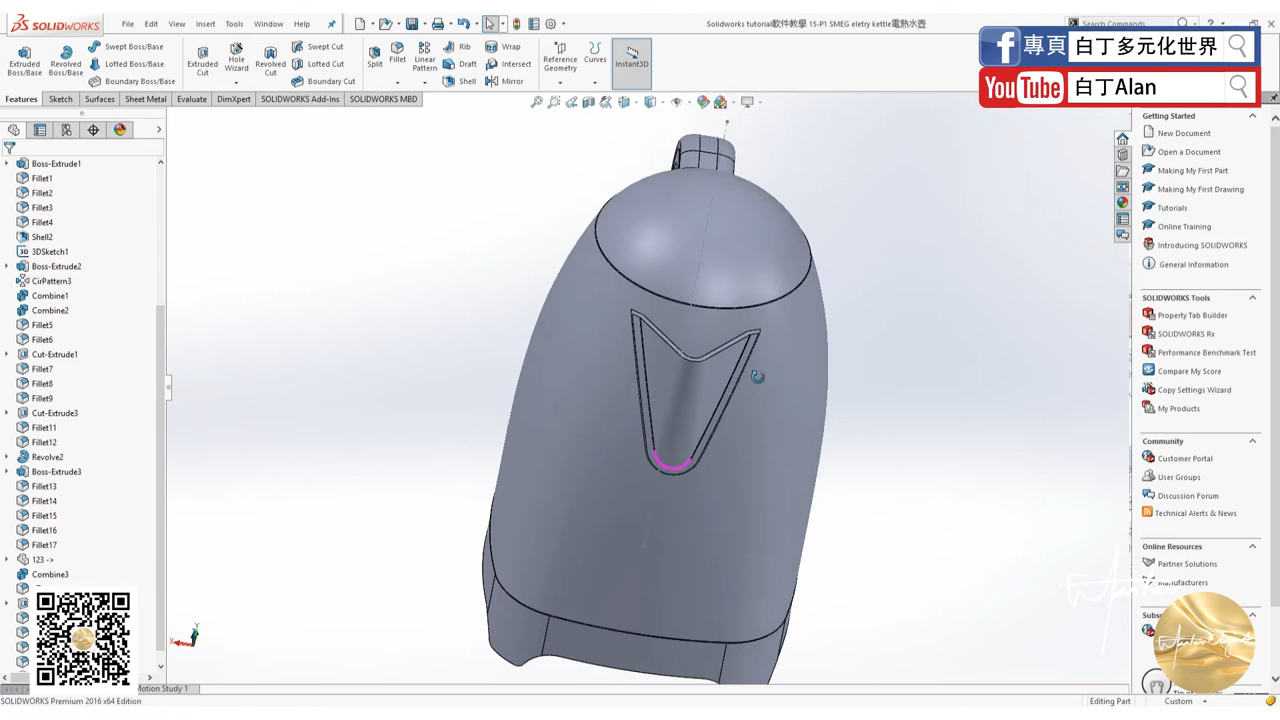 SOLIDWORKS
File Edit View Insert Tools Window Help
Solidworks tutorial軟件教學 15-P1 SMEG eletry kettle電熱水壺
Search Commands
Extruded Boss/Base
Revolved Boss/Base
Swept Boss/Base
Lofted Boss/Base
Boundary Boss/Base
Extruded Cut
Hole Wizard
Revolved Cut
Swept Cut
Lofted Cut
Boundary Cut
Split
Fillet
Linear Pattern
Rib
Draft
Shell
Wrap
Intersect
Mirror
Reference Geometry
Curves
Instant3D
專頁 白丁多元化世界
YouTube 白丁Alan
Features Sketch Surfaces Sheet Metal Evaluate DimXpert SOLIDWORKS Add-Ins SOLIDWORKS MBD
Boss-Extrude1
Fillet1
Fillet2
Fillet3
Fillet4
Shell2
3D 3DSketch1
Boss-Extrude2
CirPattern3
Combine1
Combine2
Fillet5
Fillet6
Cut-Extrude1
Fillet7
Fillet8
Fillet9
Cut-Extrude3
Fillet11
Fillet12
Revolve2
Boss-Extrude3
Fillet13
Fillet14
Fillet15
Fillet16
Fillet17
123 ->
Combine3
Y
X
Getting Started
New Document
Open a Document
Making My First Part
Making My First Drawing
Tutorials
Online Training
Introducing SOLIDWORKS
General Information
SOLIDWORKS Tools
Property Tab Builder
SOLIDWORKS Rx
Performance Benchmark Test
Compare My Score
Copy Settings Wizard
My Products
Community
Customer Portal
User Groups
Discussion Forum
Technical Alerts & News
Online Resources
Partner Solutions
Manufacturers
Motion Study 1
SOLIDWORKS Premium 2016 x64 Edition
Editing Part
Custom